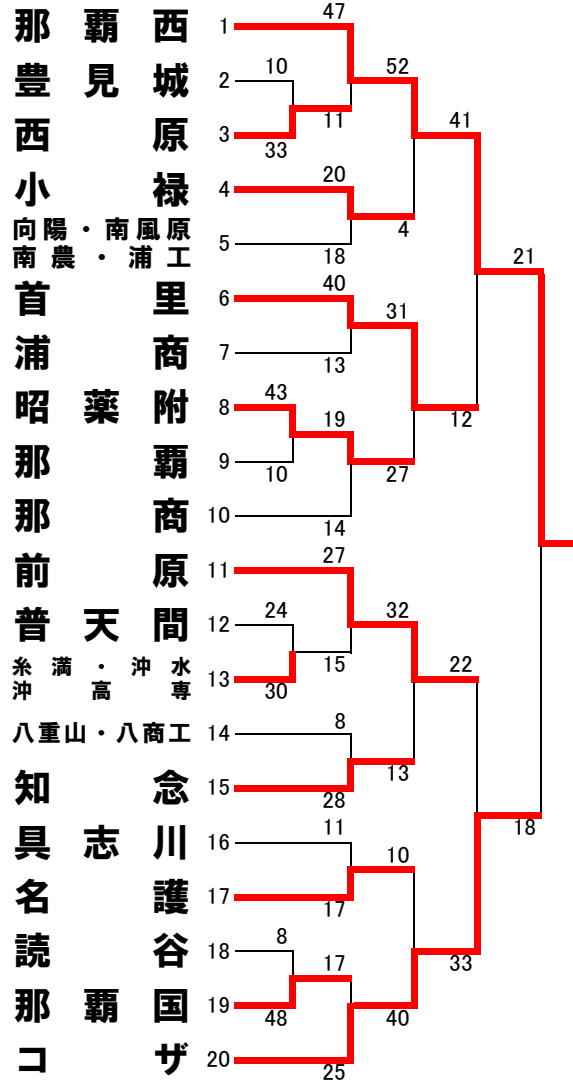 那覇西 1 47
豊見城 2 10 52
11
西原 3 33 41
小禄 4 20
4
向陽・南風原
南農・浦工 5 18 21
首里 6 40 31
浦商 7 13
昭薬附 8 43 19 12
那覇 9 10 27
那商 10 14
前原 11 27
普天間 12 24 32
糸満・沖水
沖高専 13 30 15 22
八重山・八商工 14 8
13
知念 15 28 18
具志川 16 11 10
名護 17 17
読谷 18 8 17 33
那覇国 19 48 40
コザ 20 25